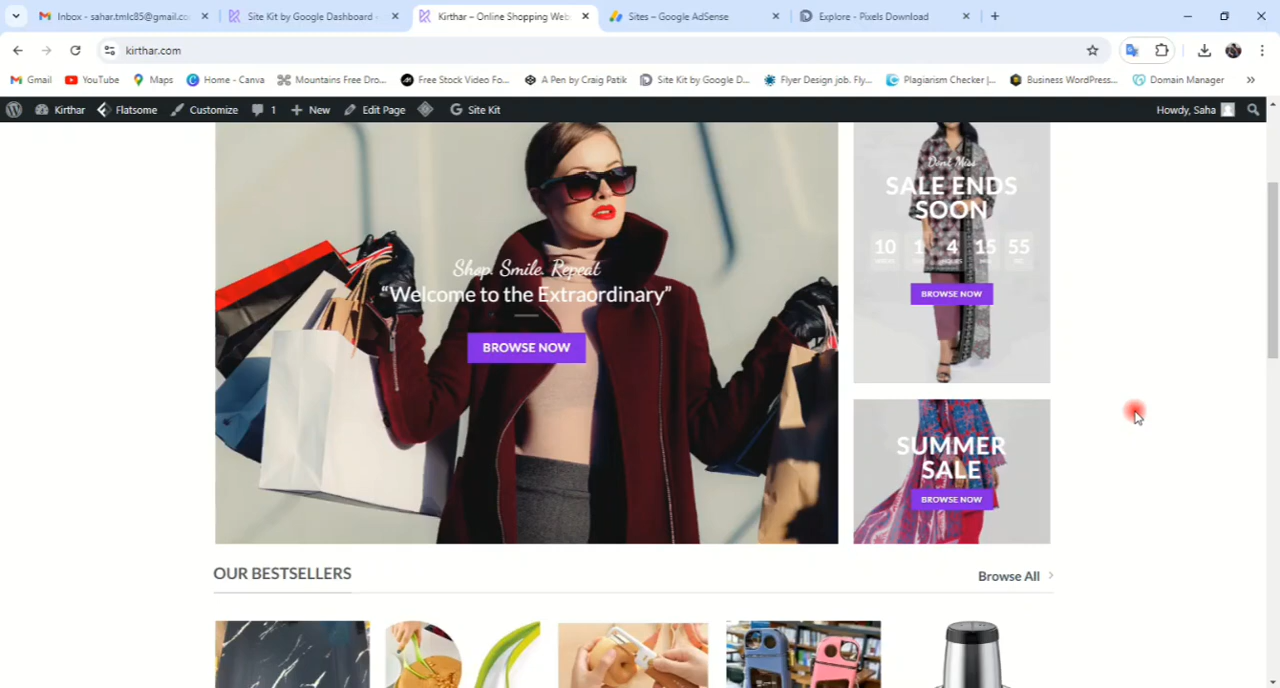 Inbox - sahar.tmlc85@gmail.co
Site Kit by Google Dashboard -
Kirthar – Online Shopping Web
Sites – Google AdSense
Explore - Pixels Download
kirthar.com
Gmail
YouTube
Maps
Home - Canva
Mountains Free Dro...
Free Stock Video Fo...
A Pen by Craig Patik
Site Kit by Google D...
Flyer Design job. Fly...
Plagiarism Checker |...
Business WordPress...
Domain Manager
Kirthar
Flatsome
Customize
1
New
Edit Page
Site Kit
Howdy, Saha
Shop. Smile. Repeat
“Welcome to the Extraordinary”
BROWSE NOW
Don't Miss
SALE ENDS
SOON
10 1 4 15 55
BROWSE NOW
SUMMER
SALE
BROWSE NOW
OUR BESTSELLERS
Browse All